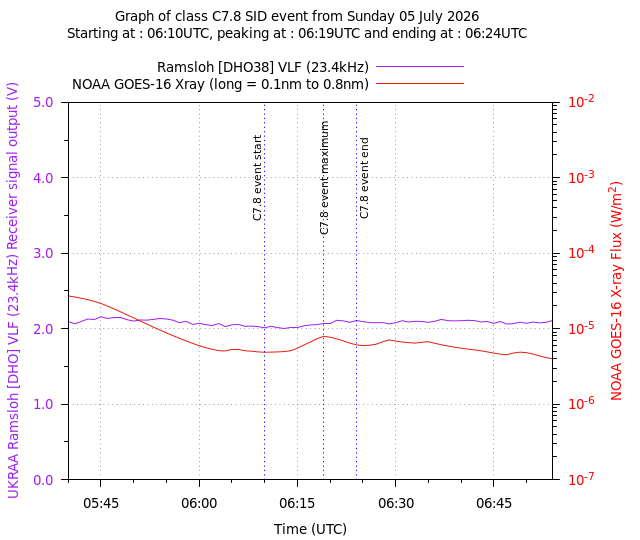 Graph of class C7.8 SID event from Sunday 05 July 2026
Starting at : 06:10UTC, peaking at : 06:19UTC and ending at : 06:24UTC
Ramsloh [DHO38] VLF (23.4kHz)
NOAA GOES-16 Xray (long = 0.1nm to 0.8nm)
UKRAA Ramsloh [DHO] VLF (23.4kHz) Receiver signal output (V)
5.0
4.0
3.0
2.0
1.0
0.0
C7.8 event start
C7.8 event maximum
C7.8 event end
10-2
10-3
10-4
10-5
10-6
10-7
NOAA GOES-16 X-ray Flux (W/m2)
05:45 06:00 06:15 06:30 06:45
Time (UTC)